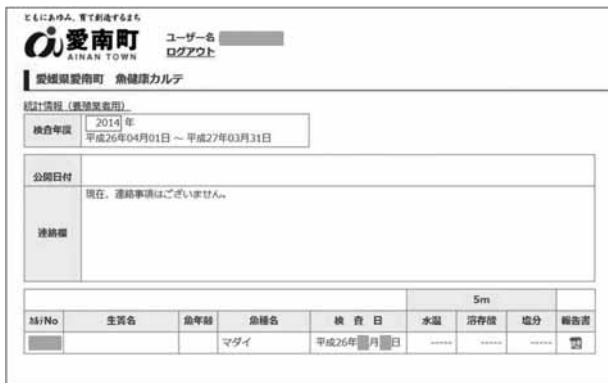 ともにあゆみ、育て創造するまち
愛南町
AINAN TOWN
ユーザー名
ログアウト
愛媛県愛南町 魚健康カルテ
統計情報（養殖業者用）
検査年度
2014 年
平成26年04月01日 ～ 平成27年03月31日
公開日付
連絡欄
現在、連絡事項はございません。
5m
ｶﾙﾃNo 生簀名 魚年齢 魚種名 検 査 日 水温 溶存酸 塩分 報告書
マダイ 平成26年 月 日 ----- ----- -----